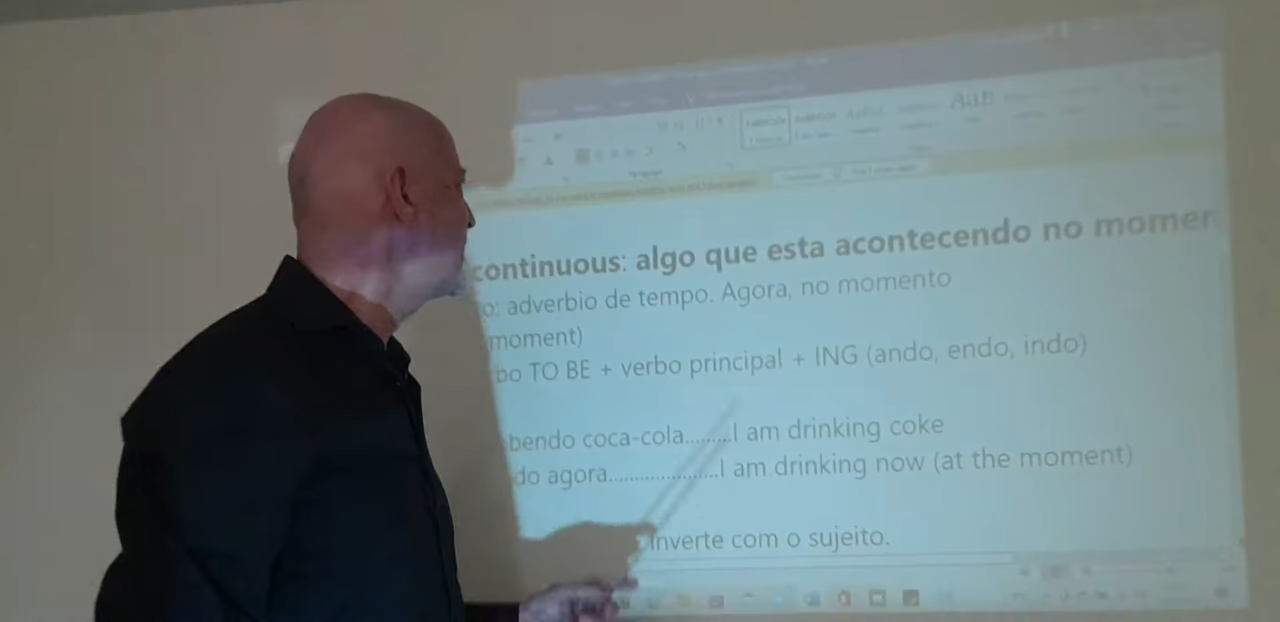 AaB
continuous: algo que esta acontecendo no momen
o: adverbio de tempo. Agora, no momento
moment)
bo TO BE + verbo principal + ING (ando, endo, indo)
bendo coca-cola.........I am drinking coke
do agora.....................I am drinking now (at the moment)
Inverte com o sujeito.